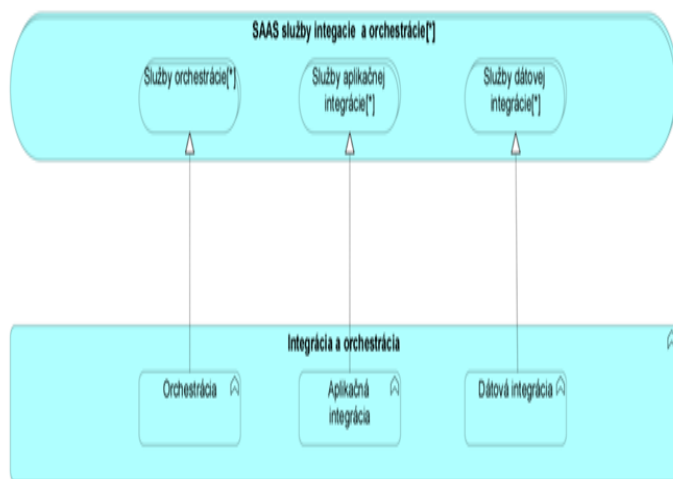 SAAS služby integacie a orchestrácie[*]
Služby orchestrácie[*]
Služby aplikačnej
integrácie[*]
Služby dátovej
integrácie[*]
Integrácia a orchestrácia
Orchestrácia
Aplikačná
integrácia
Dátová integrácia